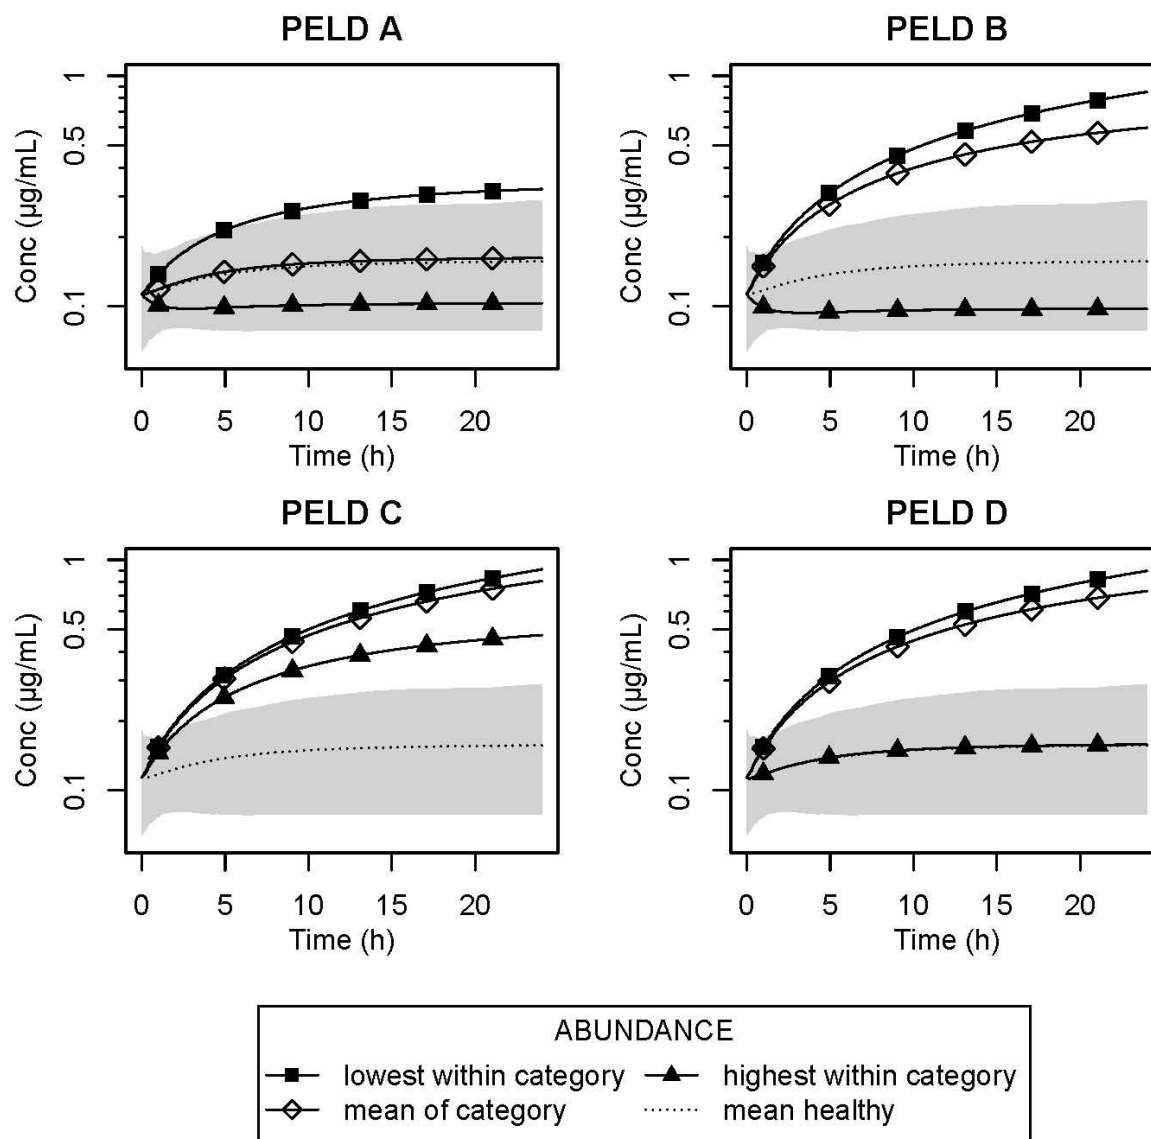 PELD A
1
0.5
0.1
Conc (µg/mL)
0 5 10 15 20
Time (h)
PELD B
1
0.5
0.1
Conc (µg/mL)
0 5 10 15 20
Time (h)
PELD C
1
0.5
0.1
Conc (µg/mL)
0 5 10 15 20
Time (h)
PELD D
1
0.5
0.1
Conc (µg/mL)
0 5 10 15 20
Time (h)
ABUNDANCE
lowest within category
highest within category
mean of category
mean healthy